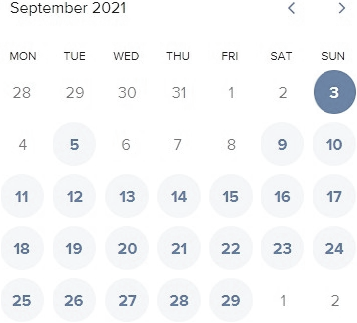 September 2021
MON TUE WED THU FRI SAT SUN
28 29 30 31 1 2 3
4 5 6 7 8 9 10
11 12 13 14 15 16 17
18 19 20 21 22 23 24
25 26 27 28 29 1 2